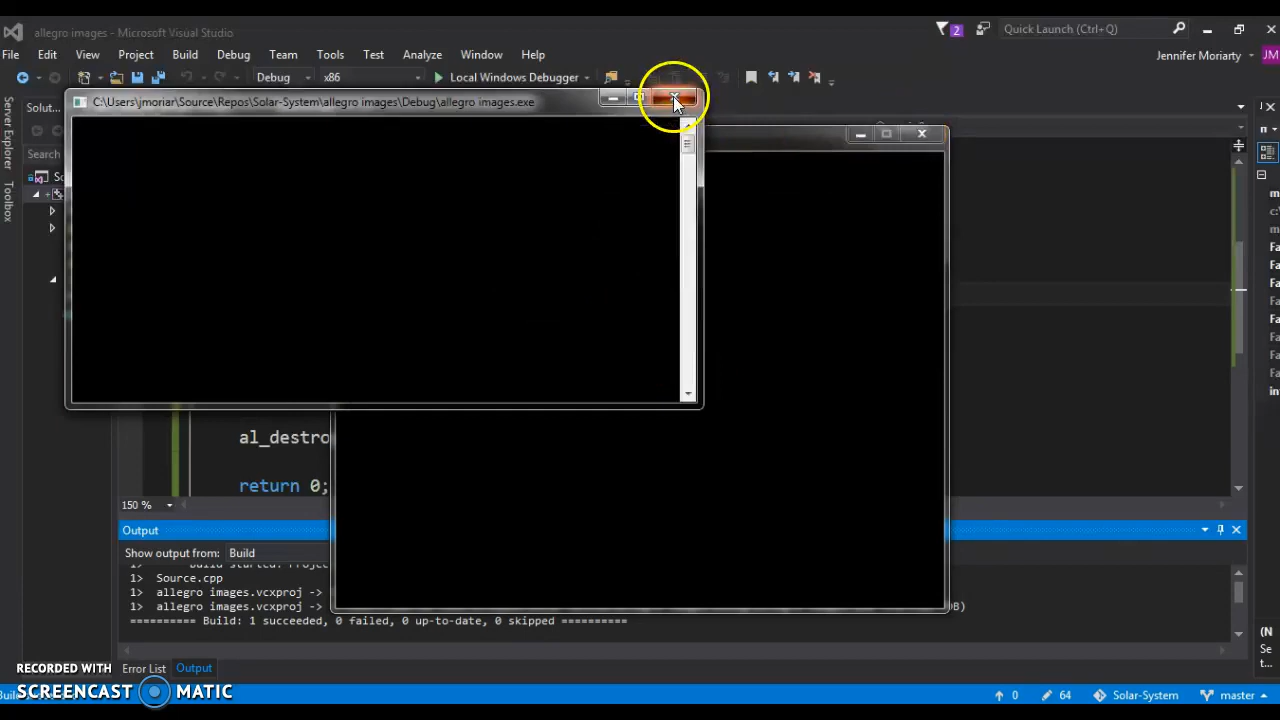 allegro images - Microsoft Visual Studio
2
Quick Launch (Ctrl+Q)
File Edit View Project Build Debug Team Tools Test Analyze Window Help
Jennifer Moriarty JM
Debug x86 Local Windows Debugger
C:\Users\jmoriar\Source\Repos\Solar-System\allegro images\Debug\allegro images.exe
Solut...
Server Explorer
Toolbox
Search
So
al_destro
return 0;
150 %
Output
Show output from: Build
1> Source.cpp
1> allegro images.vcxproj ->
1> allegro images.vcxproj -> DB)
========== Build: 1 succeeded, 0 failed, 0 up-to-date, 0 skipped ==========
Error List Output
RECORDED WITH
SCREENCAST MATIC
0 64 Solar-System master